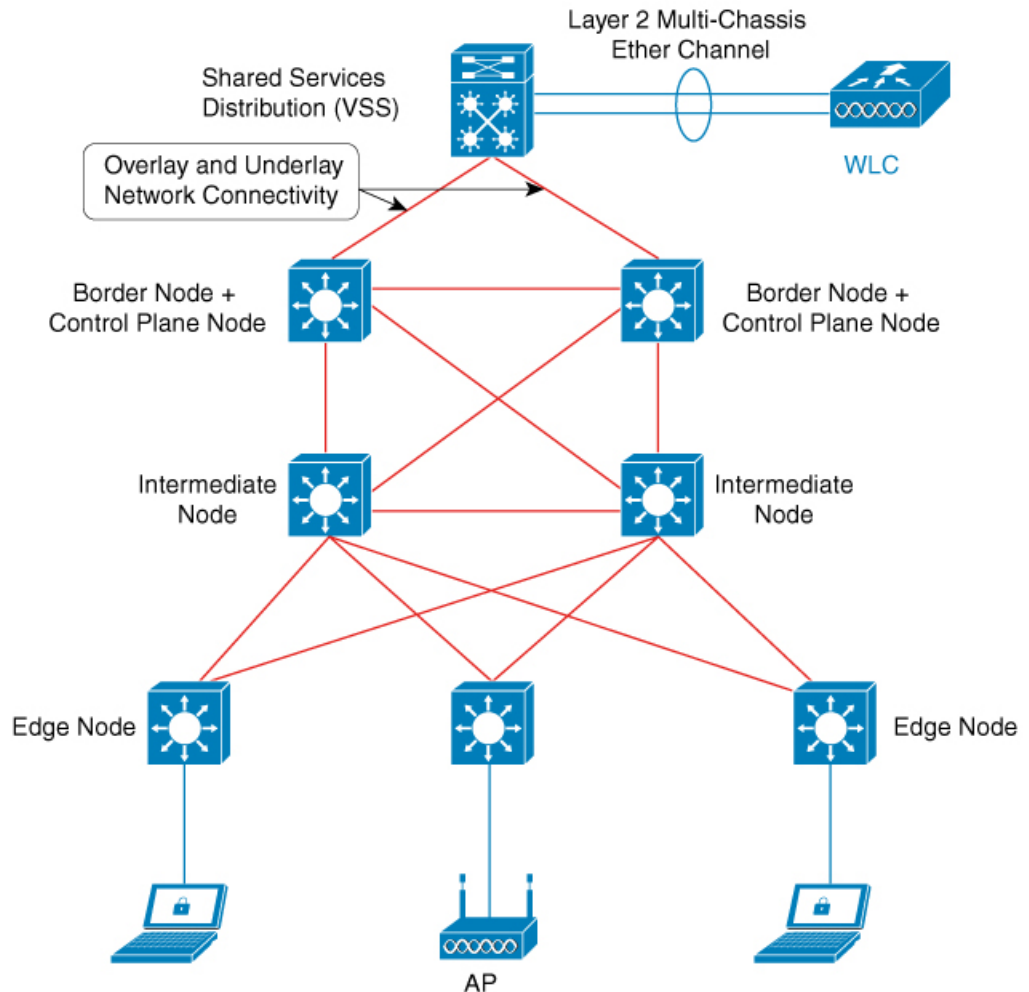 Layer 2 Multi-Chassis
Ether Channel
Shared Services
Distribution (VSS)
WLC
Overlay and Underlay
Network Connectivity
Border Node +
Control Plane Node
Border Node +
Control Plane Node
Intermediate
Node
Intermediate
Node
Edge Node
Edge Node
AP